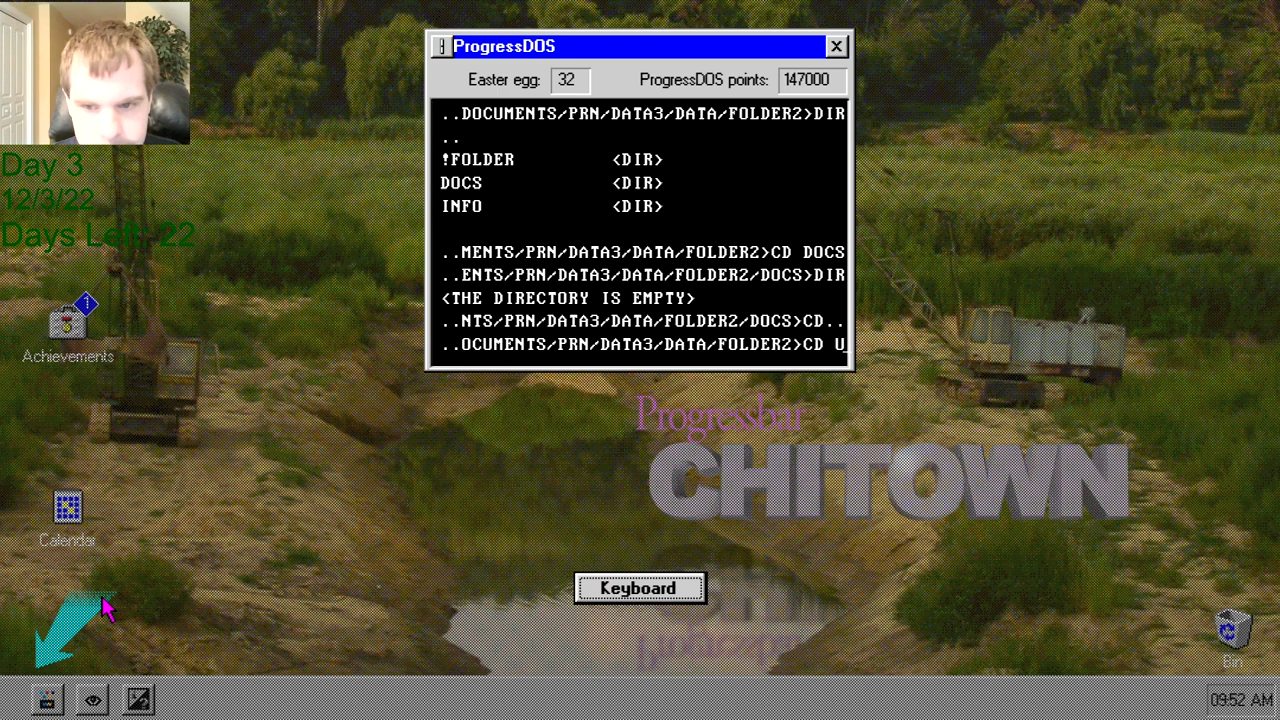 ProgressDOS
Easter egg: 32 ProgressDOS points: 147000
..DOCUMENTS/PRN/DATA3/DATA/FOLDER2>DIR
..
!FOLDER <DIR>
DOCS <DIR>
INFO <DIR>
..MENTS/PRN/DATA3/DATA/FOLDER2>CD DOCS
..ENTS/PRN/DATA3/DATA/FOLDER2/DOCS>DIR
<THE DIRECTORY IS EMPTY>
..NTS/PRN/DATA3/DATA/FOLDER2/DOCS>CD..
..OCUMENTS/PRN/DATA3/DATA/FOLDER2>CD U_
Day 3
12/3/22
Days Left: 22
1
Achievements
Progressbar
CHITOWN
Calendar
Keyboard
Bin
09:52 AM